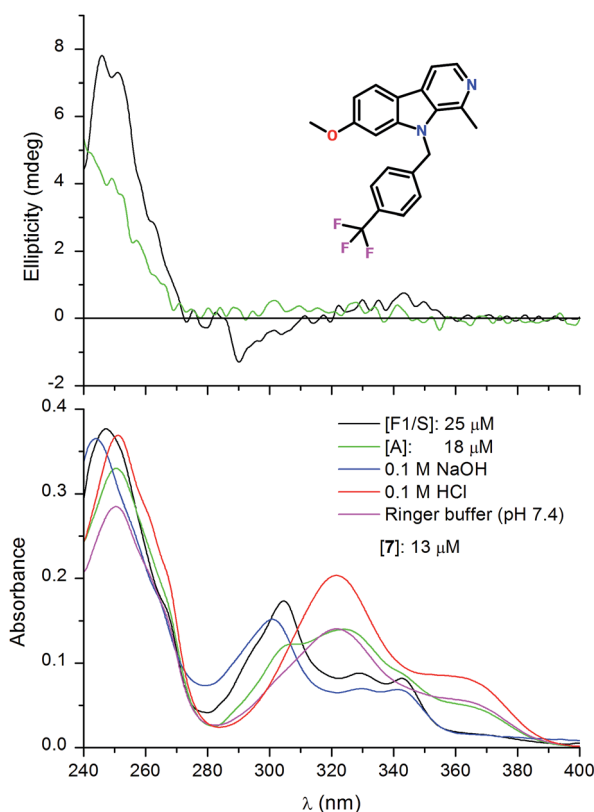 8
6
4
2
0
-2
Ellipticity (mdeg)
N
O
N
F
F
F
0.4
0.3
0.2
0.1
0.0
Absorbance
[F1/S]: 25 μM
[A]: 18 μM
0.1 M NaOH
0.1 M HCl
Ringer buffer (pH 7.4)
[7]: 13 μM
240 260 280 300 320 340 360 380 400
λ (nm)